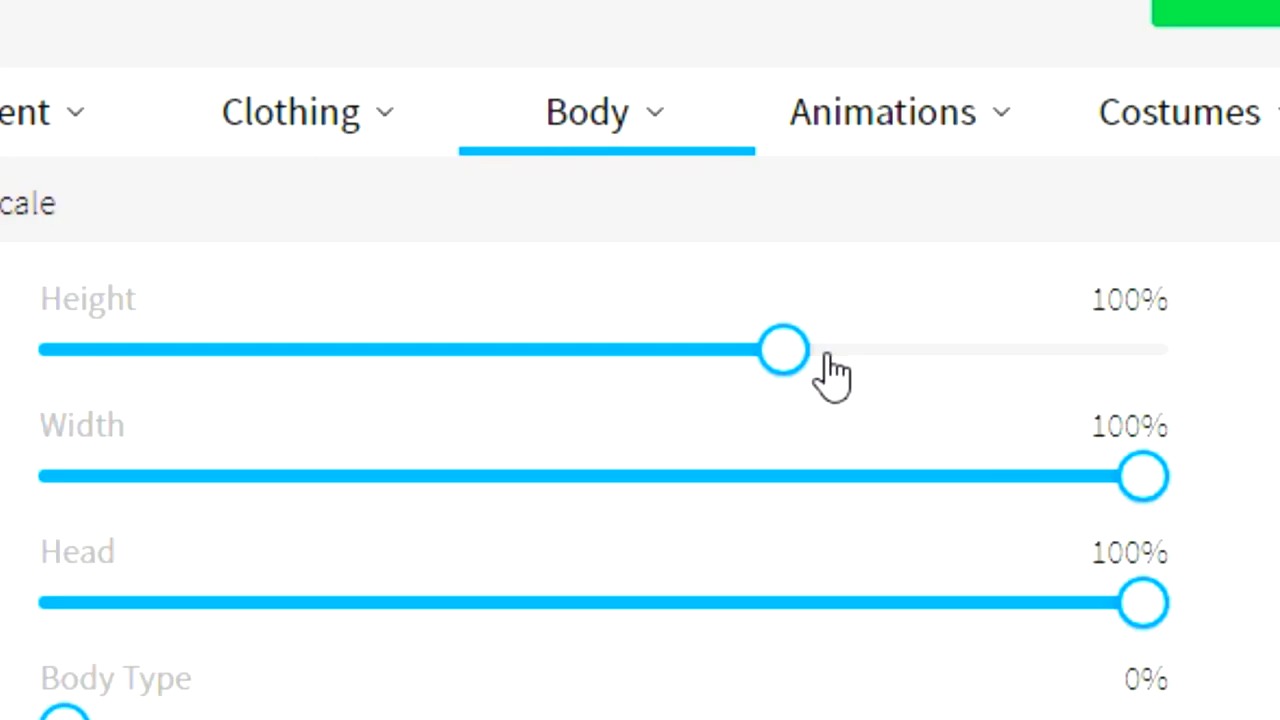 ent Clothing Body Animations Costumes
cale
Height 100%
Width 100%
Head 100%
Body Type 0%